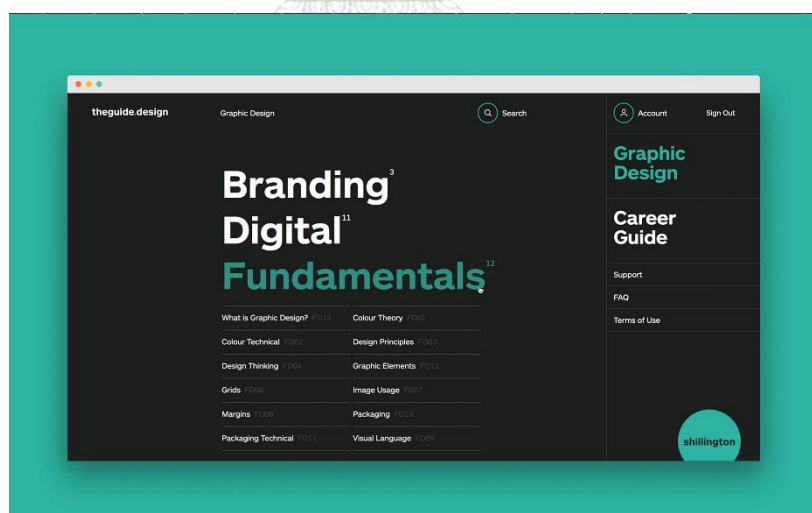 theguide.design
Graphic Design
Search
Account
Sign Out
Branding 3
Digital 11
Fundamentals 12
What is Graphic Design? FD14
Colour Theory FD01
Colour Technical FD02
Design Principles FD03
Design Thinking FD04
Graphic Elements FD13
Grids FD06
Image Usage FD07
Margins FD08
Packaging FD10
Packaging Technical FD11
Visual Language FD09
Graphic
Design
Career
Guide
Support
FAQ
Terms of Use
shillington